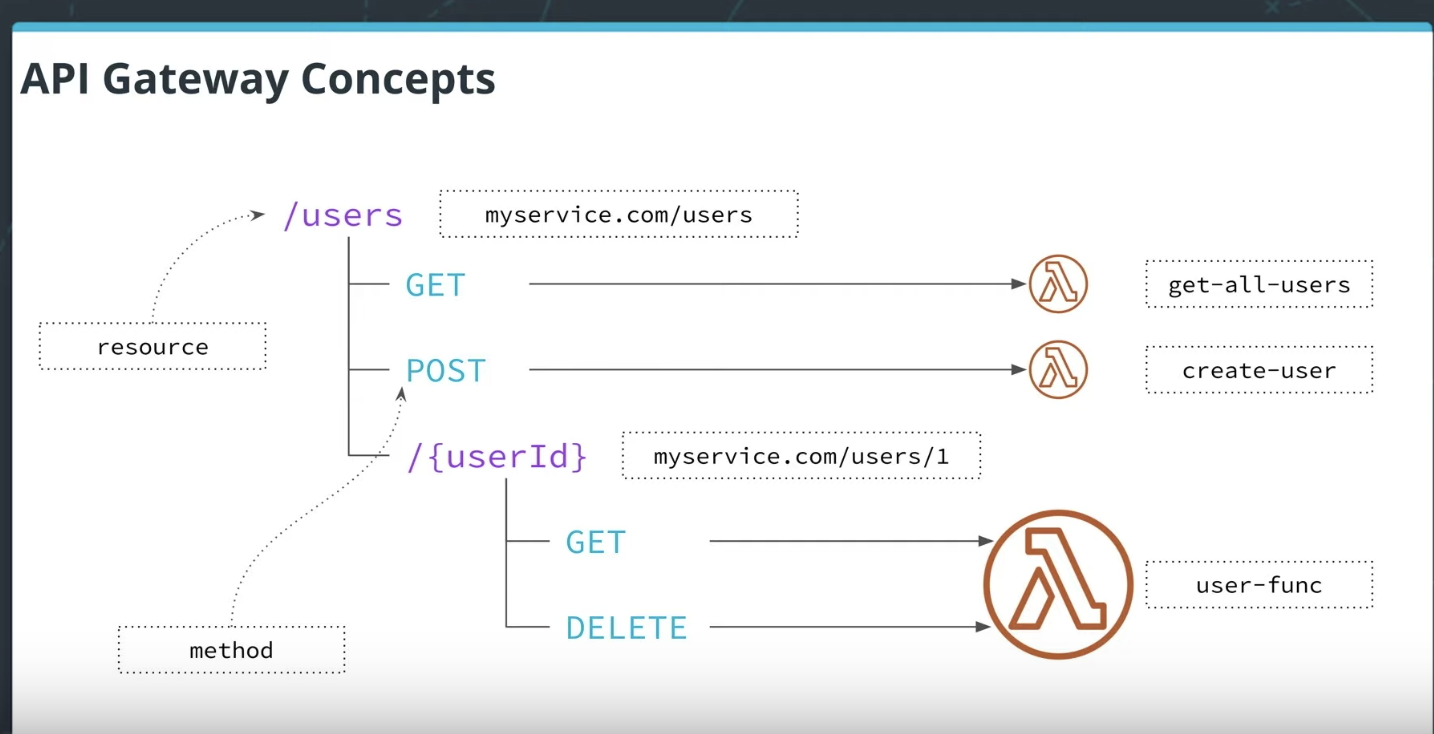 API Gateway Concepts
/users
myservice.com/users
GET
get-all-users
resource
POST
create-user
/{userId}
myservice.com/users/1
GET
user-func
DELETE
method